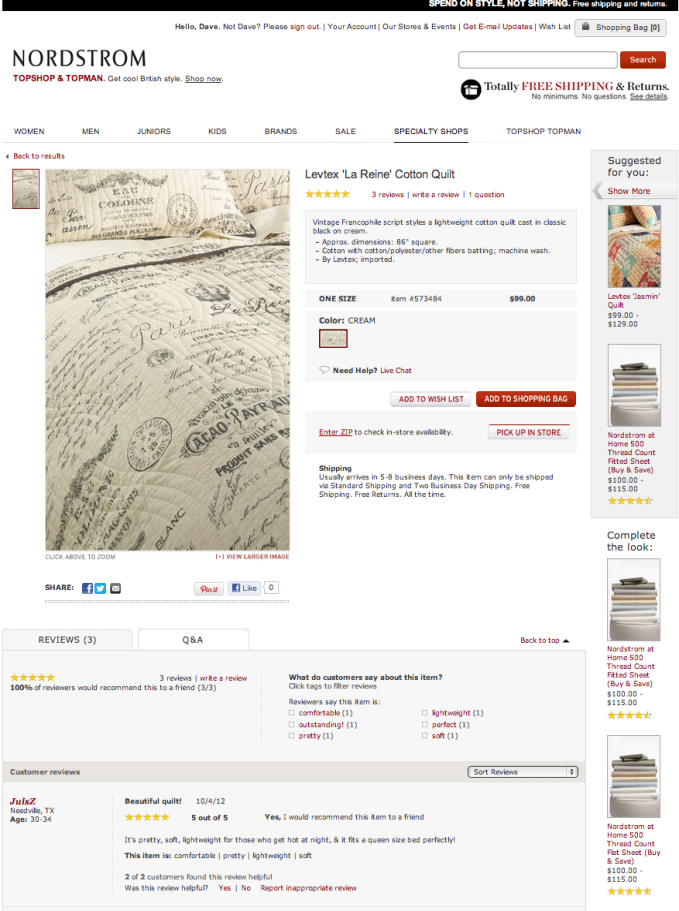 SPEND ON STYLE, NOT SHIPPING. Free shipping and returns.
Hello, Dave. Not Dave? Please sign out. | Your Account | Our Stores & Events | Get E-mail Updates | Wish List Shopping Bag [0]
NORDSTROM
Search
TOPSHOP & TOPMAN. Get cool British style. Shop now.
Totally FREE SHIPPING & Returns.
No minimums. No questions. See details.
WOMEN MEN JUNIORS KIDS BRANDS SALE SPECIALTY SHOPS TOPSHOP TOPMAN
Back to results
Levtex 'La Reine' Cotton Quilt
3 reviews | write a review | 1 question
Vintage Francophile script styles a lightweight cotton quilt cast in classic
black on cream.
- Approx. dimensions: 86" square.
- Cotton with cotton/polyester/other fibers batting; machine wash.
- By Levtex; imported.
ONE SIZE item #573484 $99.00
Color: CREAM
Need Help? Live Chat
ADD TO WISH LIST ADD TO SHOPPING BAG
Enter ZIP to check in-store availability. PICK UP IN STORE
Shipping
Usually arrives in 5-8 business days. This item can only be shipped
via Standard Shipping and Two Business Day Shipping. Free
Shipping. Free Returns. All the time.
EAU
COLOGNE
Paris
Paris
CACAO PAYRAU
PRODUIT SANS
BLANC
CLICK ABOVE TO ZOOM [+] VIEW LARGER IMAGE
SHARE: Pin it Like 0
Suggested
for you:
Show More
Levtex 'Jasmin'
Quilt
$99.00 -
$129.00
Nordstrom at
Home 500
Thread Count
Fitted Sheet
(Buy & Save)
$100.00 -
$115.00
Complete
the look:
Nordstrom at
Home 500
Thread Count
Fitted Sheet
(Buy & Save)
$100.00 -
$115.00
Nordstrom at
Home 500
Thread Count
Flat Sheet (Buy
& Save)
$100.00 -
$115.00
REVIEWS (3) Q&A Back to top
3 reviews | write a review
100% of reviewers would recommend this to a friend (3/3)
What do customers say about this item?
Click tags to filter reviews
Reviewers say this item is:
comfortable (1) lightweight (1)
outstanding! (1) perfect (1)
pretty (1) soft (1)
Customer reviews Sort Reviews
JulsZ
Needville, TX
Age: 30-34
Beautiful quilt! 10/4/12
5 out of 5 Yes, I would recommend this to a friend
It's pretty, soft, lightweight for those who get hot at night, & it fits a queen size bed perfectly!
This item is: comfortable | pretty | lightweight | soft
2 of 2 customers found this review helpful
Was this review helpful? Yes | No Report inappropriate review